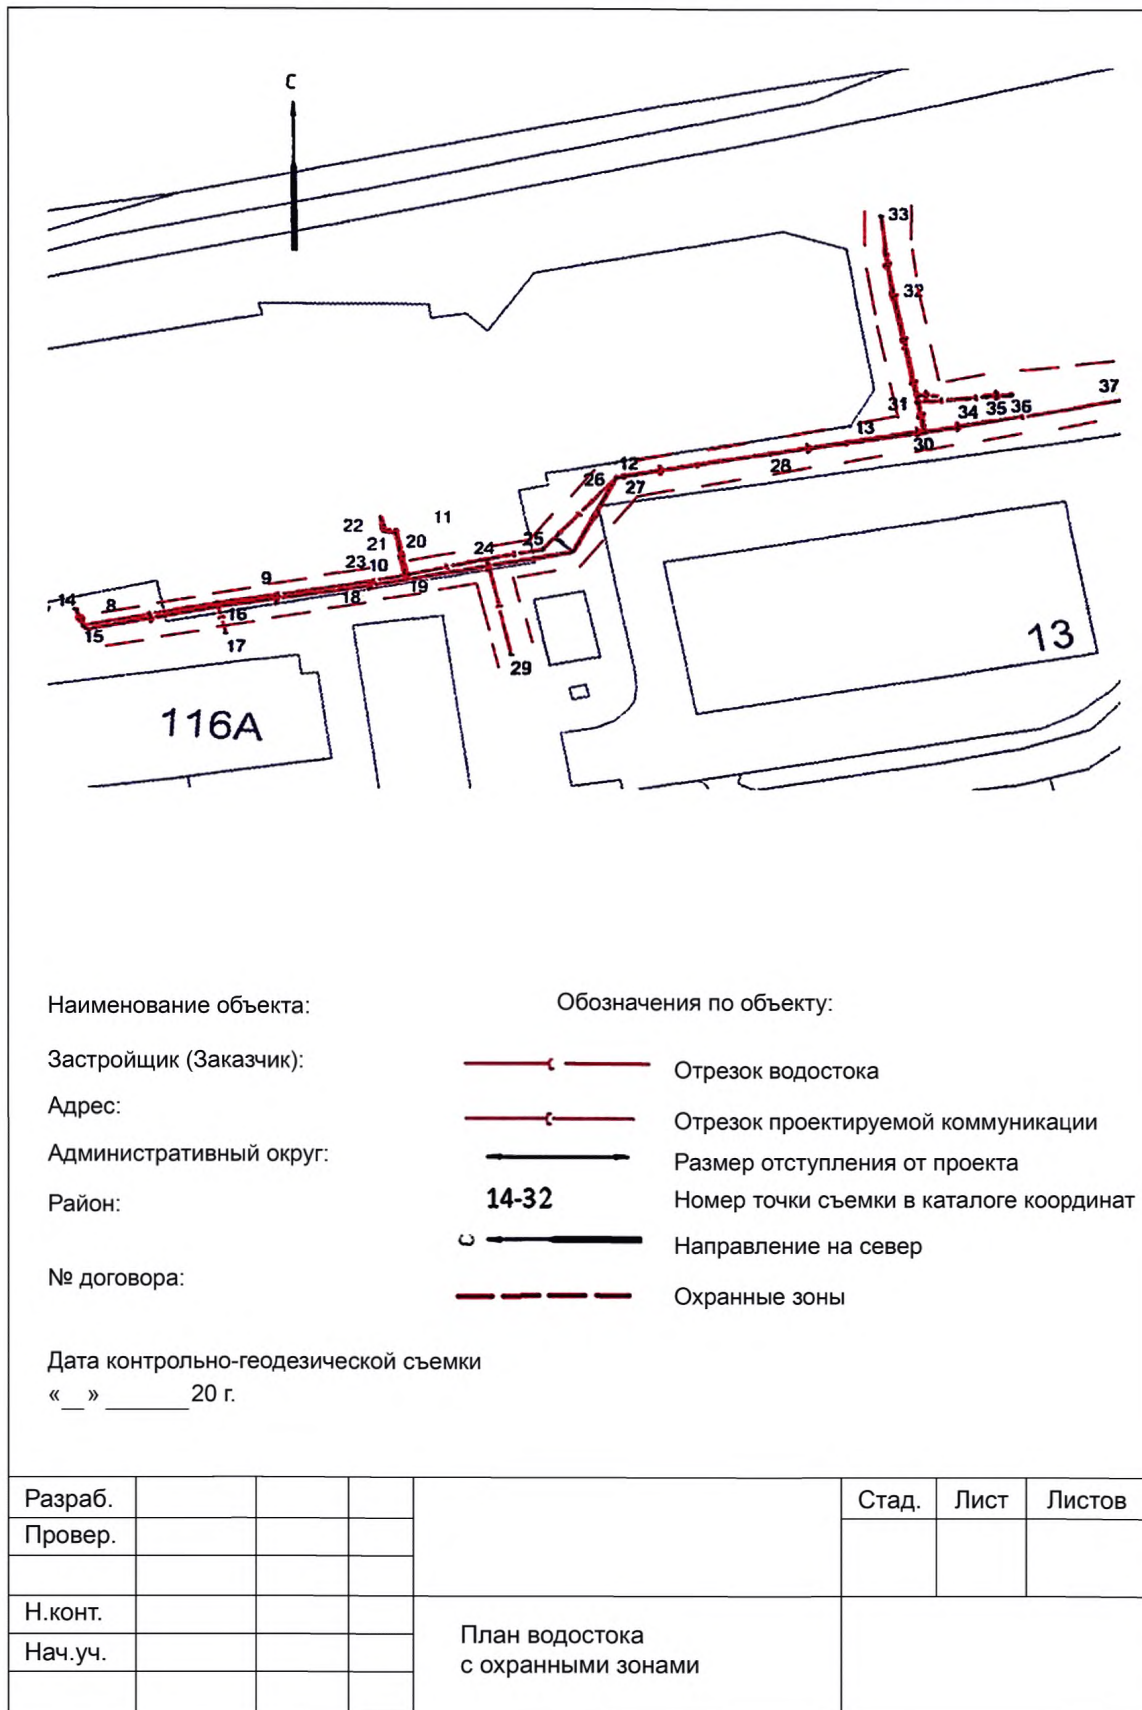 С
33
32
37
31
34 35 36
13
30
12
28
26
27
11
22
20
21
25
24
23 10
9
19
18
14
8
16
15
17
29
13
116А
Наименование объекта:
Обозначения по объекту:
Застройщик (Заказчик):
Отрезок водостока
Адрес:
Отрезок проектируемой коммуникации
Административный округ:
Размер отступления от проекта
Район:
14-32
Номер точки съемки в каталоге координат
С
Направление на север
№ договора:
Охранные зоны
Дата контрольно-геодезической съемки
«__» _______ 20 г.
Разраб.
Стад. Лист Листов
Провер.
Н.конт.
План водостока
Нач.уч.
с охранными зонами